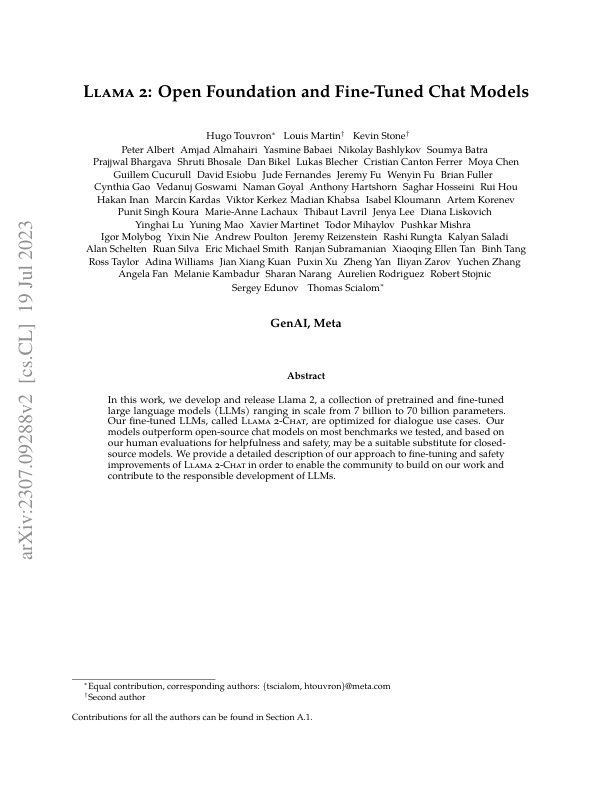 LLAMA 2: Open Foundation and Fine-Tuned Chat Models
Hugo Touvron∗ Louis Martin† Kevin Stone†
Peter Albert Amjad Almahairi Yasmine Babaei Nikolay Bashlykov Soumya Batra
Prajjwal Bhargava Shruti Bhosale Dan Bikel Lukas Blecher Cristian Canton Ferrer Moya Chen
Guillem Cucurull David Esiobu Jude Fernandes Jeremy Fu Wenyin Fu Brian Fuller
Cynthia Gao Vedanuj Goswami Naman Goyal Anthony Hartshorn Saghar Hosseini Rui Hou
Hakan Inan Marcin Kardas Viktor Kerkez Madian Khabsa Isabel Kloumann Artem Korenev
Punit Singh Koura Marie-Anne Lachaux Thibaut Lavril Jenya Lee Diana Liskovich
Yinghai Lu Yuning Mao Xavier Martinet Todor Mihaylov Pushkar Mishra
Igor Molybog Yixin Nie Andrew Poulton Jeremy Reizenstein Rashi Rungta Kalyan Saladi
Alan Schelten Ruan Silva Eric Michael Smith Ranjan Subramanian Xiaoqing Ellen Tan Binh Tang
Ross Taylor Adina Williams Jian Xiang Kuan Puxin Xu Zheng Yan Iliyan Zarov Yuchen Zhang
Angela Fan Melanie Kambadur Sharan Narang Aurelien Rodriguez Robert Stojnic
Sergey Edunov Thomas Scialom∗
GenAI, Meta
Abstract
In this work, we develop and release Llama 2, a collection of pretrained and fine-tuned
large language models (LLMs) ranging in scale from 7 billion to 70 billion parameters.
Our fine-tuned LLMs, called LLAMA 2-CHAT, are optimized for dialogue use cases. Our
models outperform open-source chat models on most benchmarks we tested, and based on
our human evaluations for helpfulness and safety, may be a suitable substitute for closed-
source models. We provide a detailed description of our approach to fine-tuning and safety
improvements of LLAMA 2-CHAT in order to enable the community to build on our work and
contribute to the responsible development of LLMs.
∗Equal contribution, corresponding authors: {tscialom, htouvron}@meta.com
†Second author
Contributions for all the authors can be found in Section A.1.
arXiv:2307.09288v2 [cs.CL] 19 Jul 2023